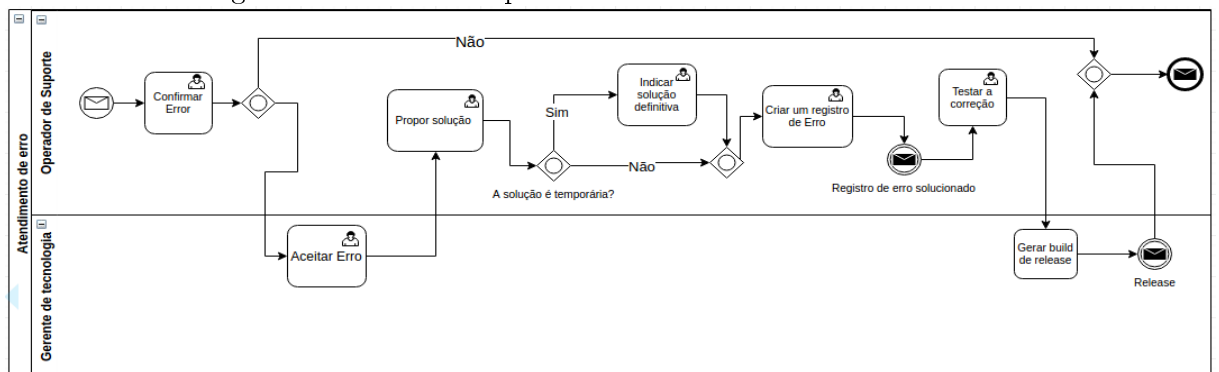 Atendimento de erro
Operador de Suporte
Confirmar
Error
Não
Propor solução
Sim
A solução é temporária?
Indicar
solução
definitiva
Não
Criar um registro
de Erro
Registro de erro solucionado
Testar a
correção
Gerente de tecnologia
Aceitar Erro
Gerar build
de release
Release